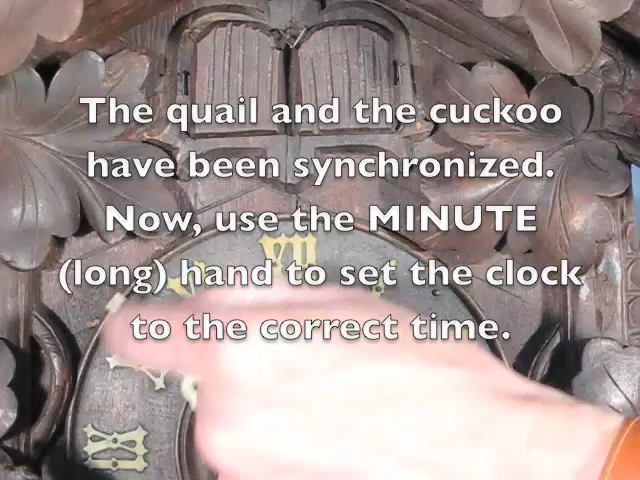 The quail and the cuckoo
have been synchronized.
Now, use the MINUTE
(long) hand to set the clock
to the correct time.